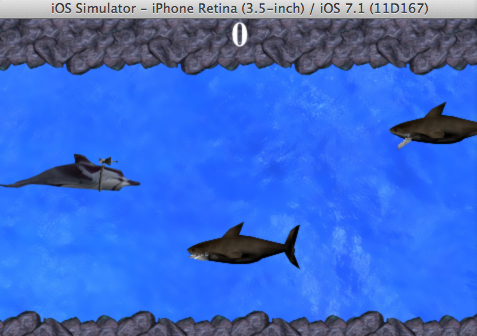 iOS Simulator – iPhone Retina (3.5-inch) / iOS 7.1 (11D167)
0